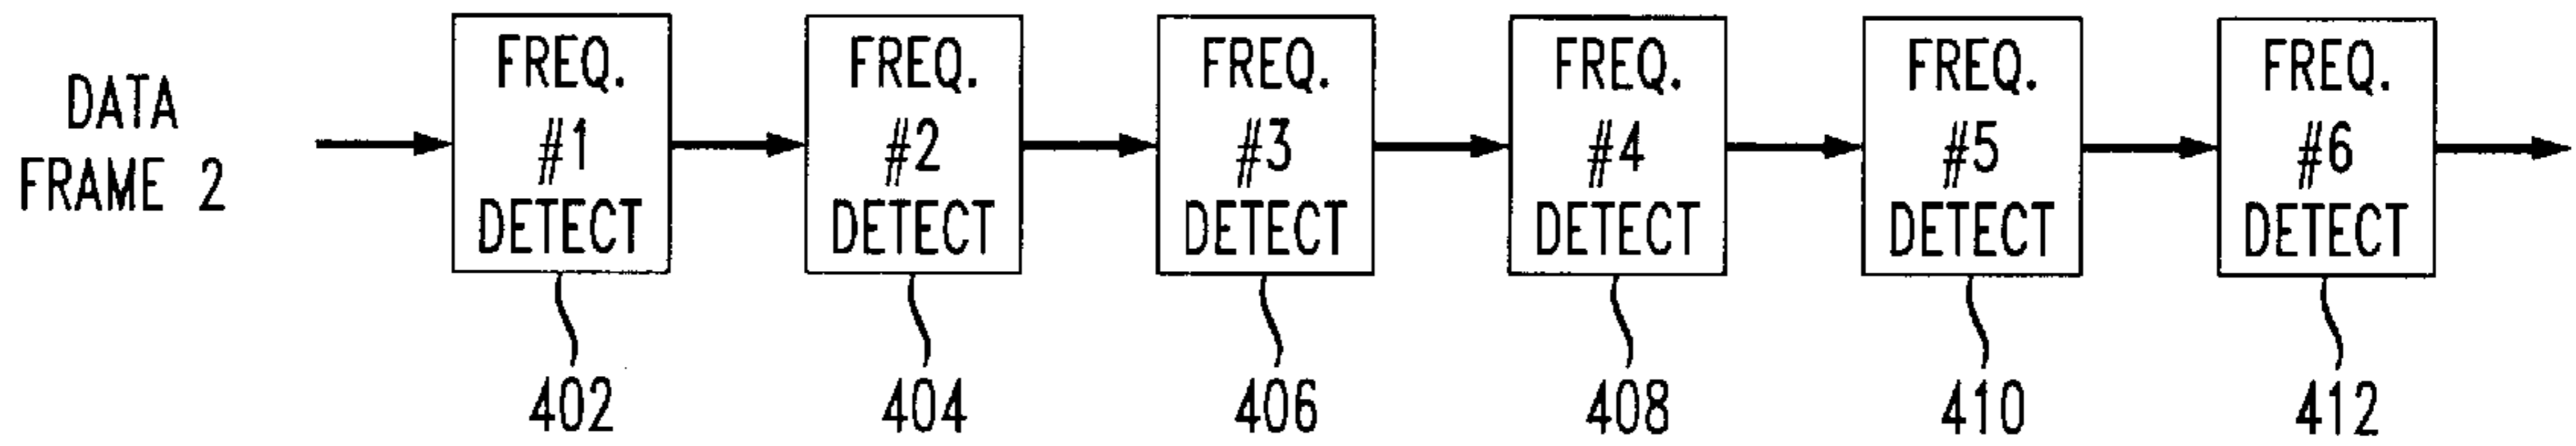 DATA
FRAME 2
FREQ.
#1
DETECT
FREQ.
#2
DETECT
FREQ.
#3
DETECT
FREQ.
#4
DETECT
FREQ.
#5
DETECT
FREQ.
#6
DETECT
402
404
406
408
410
412